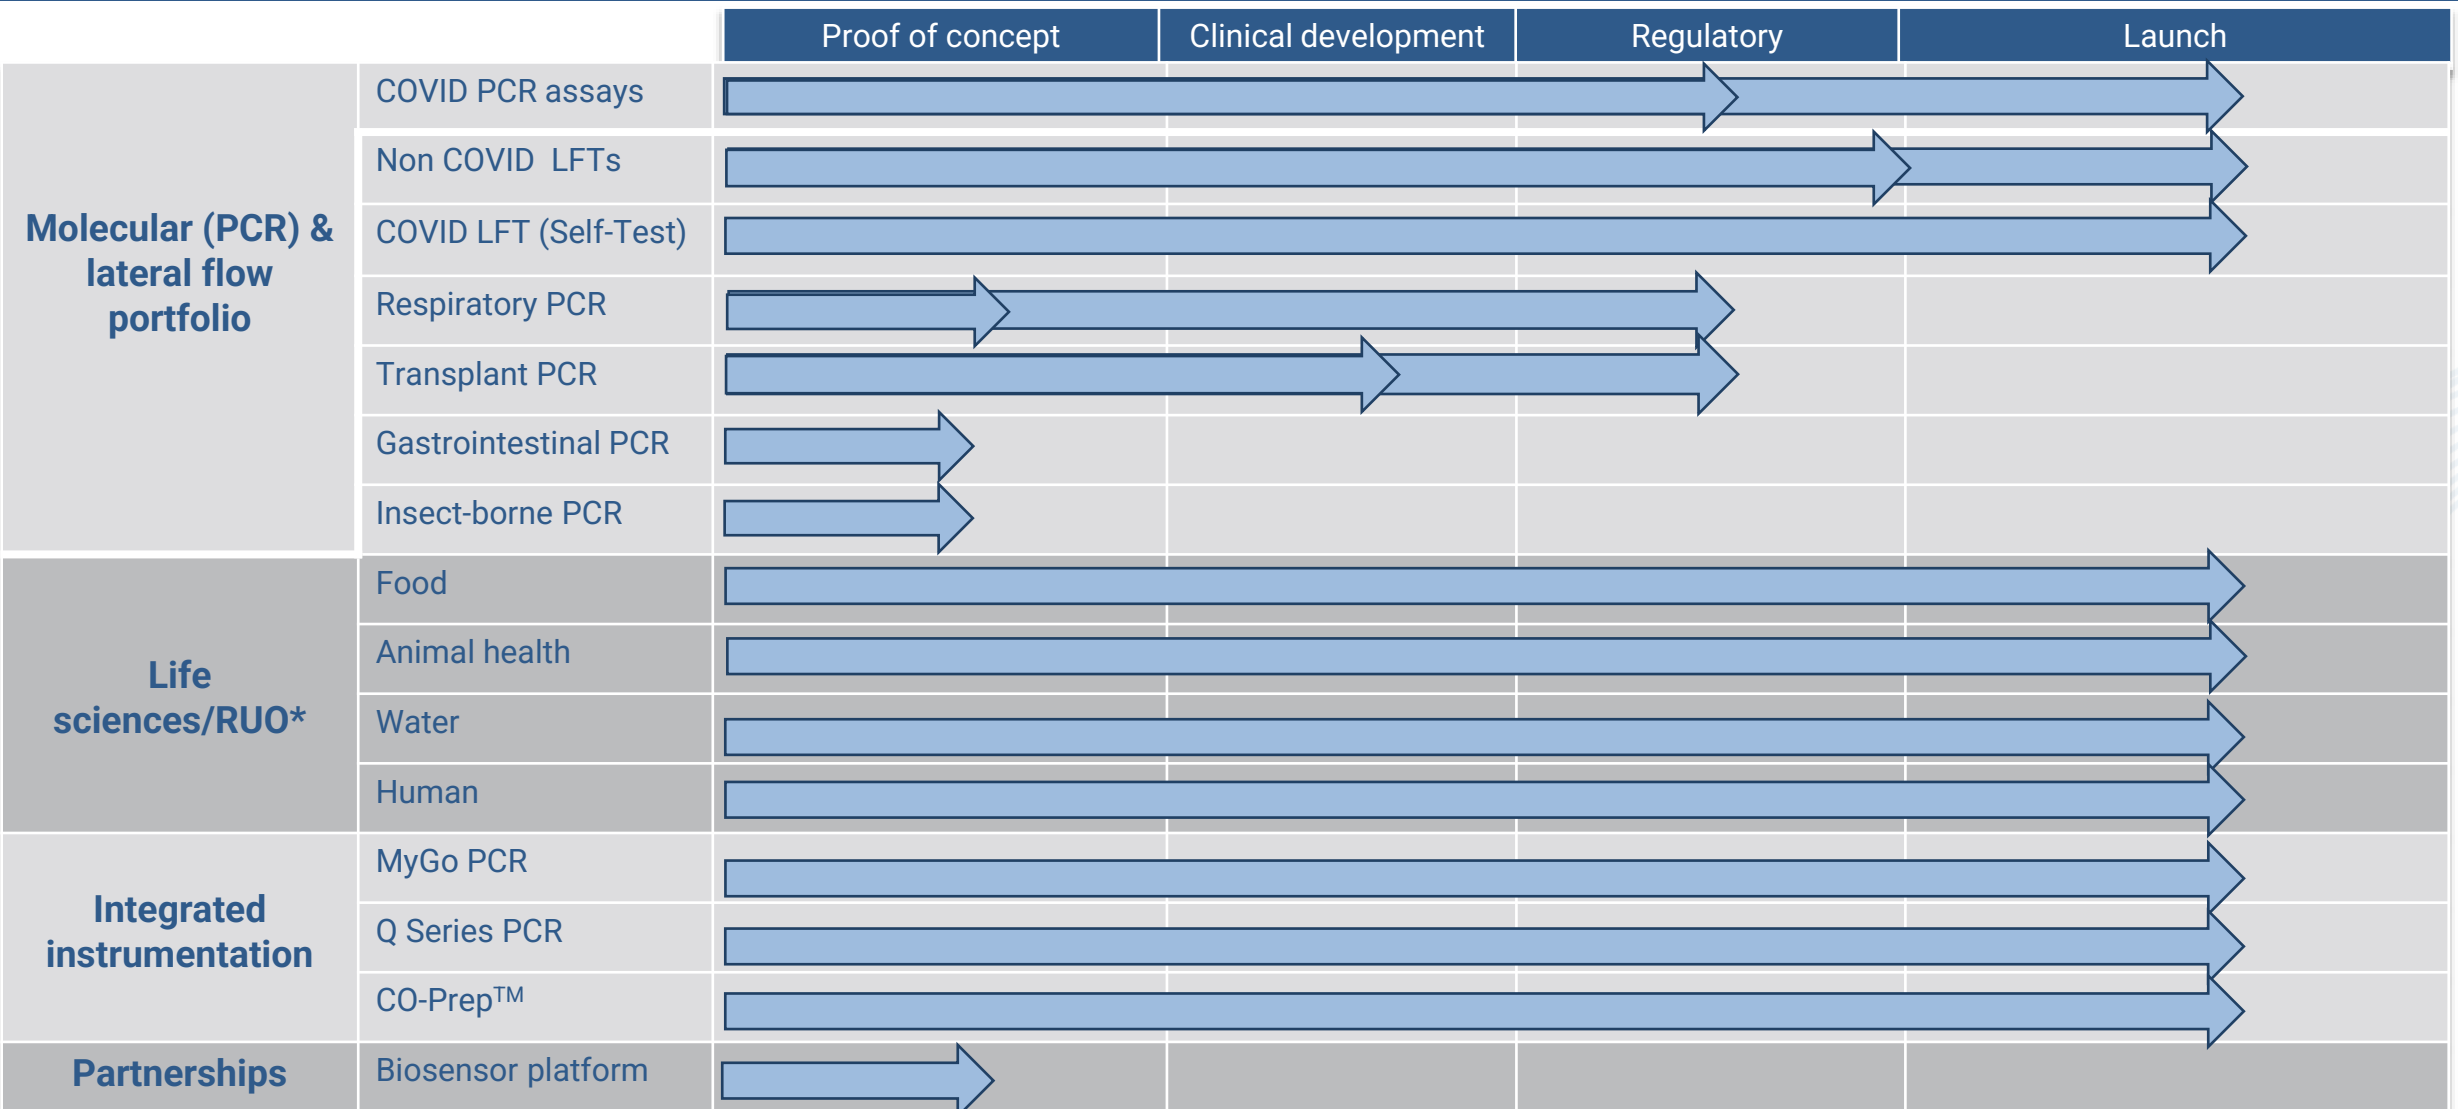 Proof of concept
Clinical development
Regulatory
Launch
Molecular (PCR) &
lateral flow
portfolio
COVID PCR assays
Non COVID  LFTs
COVID LFT (Self-Test)
Respiratory PCR
Transplant PCR
Gastrointestinal PCR
Insect-borne PCR
Life
sciences/RUO*
Food
Animal health
Water
Human
Integrated
instrumentation
MyGo PCR
Q Series PCR
CO-Prep™
Partnerships
Biosensor platform